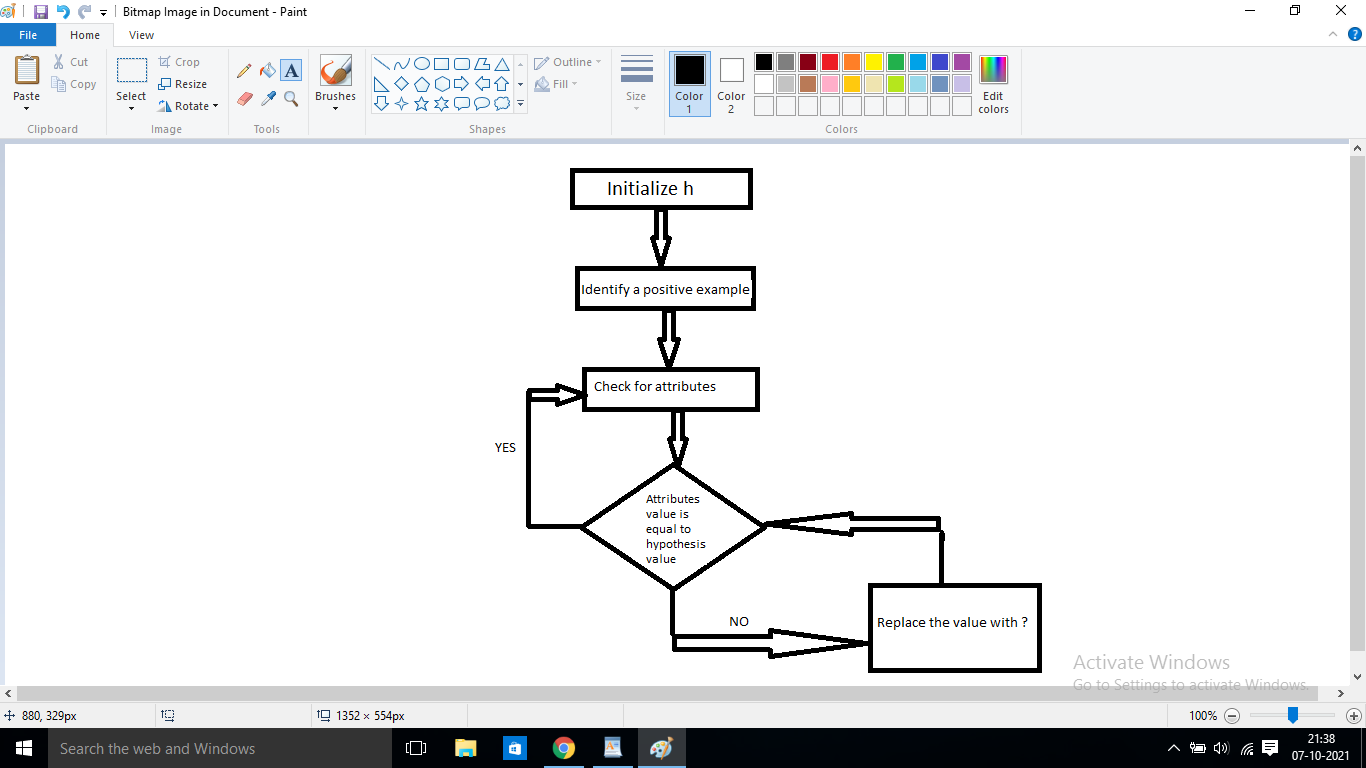 Bitmap Image in Document - Paint
File Home View
Paste
Cut
Copy
Clipboard
Select
Crop
Resize
Rotate
Image
A
Tools
Brushes
Outline
Fill
Shapes
Size
Color 1
Color 2
Edit colors
Colors
Initialize h
Identify a positive example
Check for attributes
YES
Attributes
value is
equal to
hypothesis
value
NO
Replace the value with ?
Activate Windows
Go to Settings to activate Windows.
880, 329px
1352 × 554px
100%
Search the web and Windows
21:38
07-10-2021